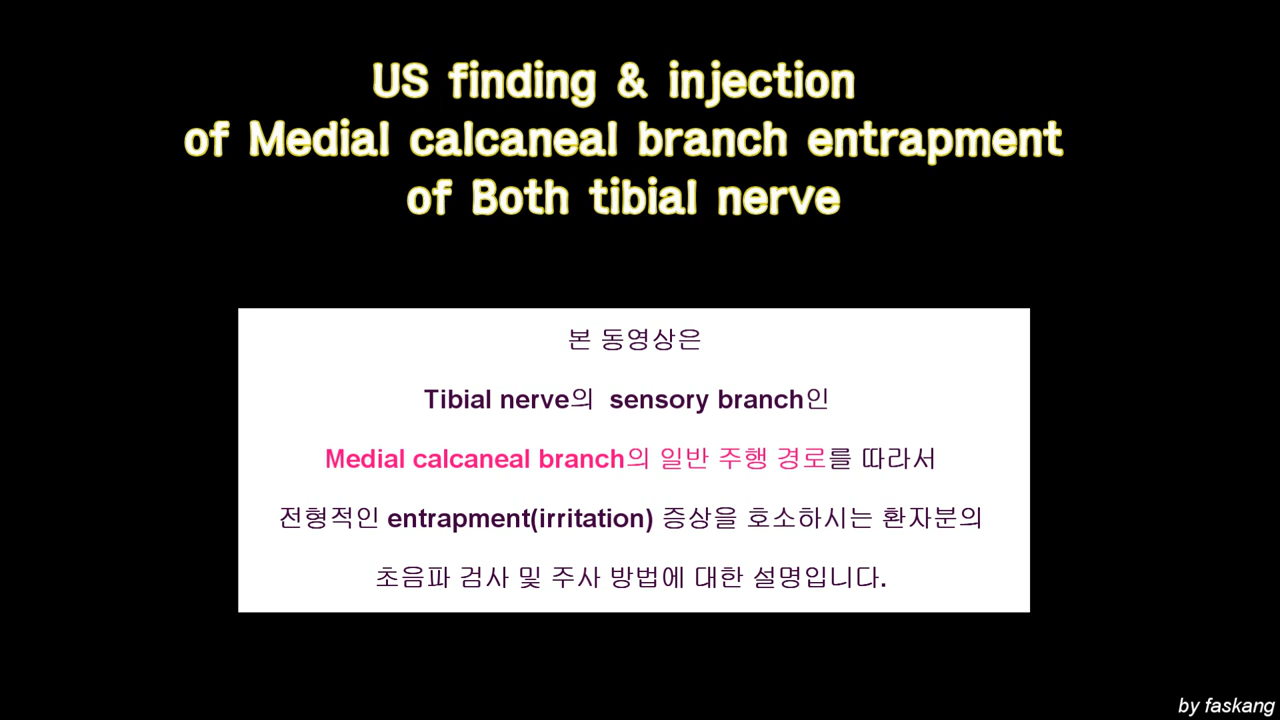 US finding & injection
of Medial calcaneal branch entrapment
of Both tibial nerve
본 동영상은
Tibial nerve의 sensory branch인
Medial calcaneal branch의 일반 주행 경로를 따라서
전형적인 entrapment(irritation) 증상을 호소하시는 환자분의
초음파 검사 및 주사 방법에 대한 설명입니다.
by faskang